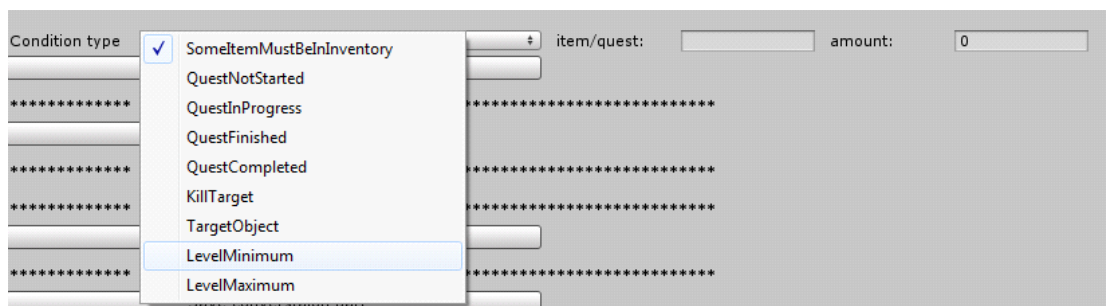 Condition type SomeItemMustBeInInventory item/quest: amount: 0
QuestNotStarted
************* **************************
QuestInProgress
QuestFinished
************* **************************
QuestCompleted
KillTarget
************* **************************
TargetObject
LevelMinimum
************* **************************
LevelMaximum